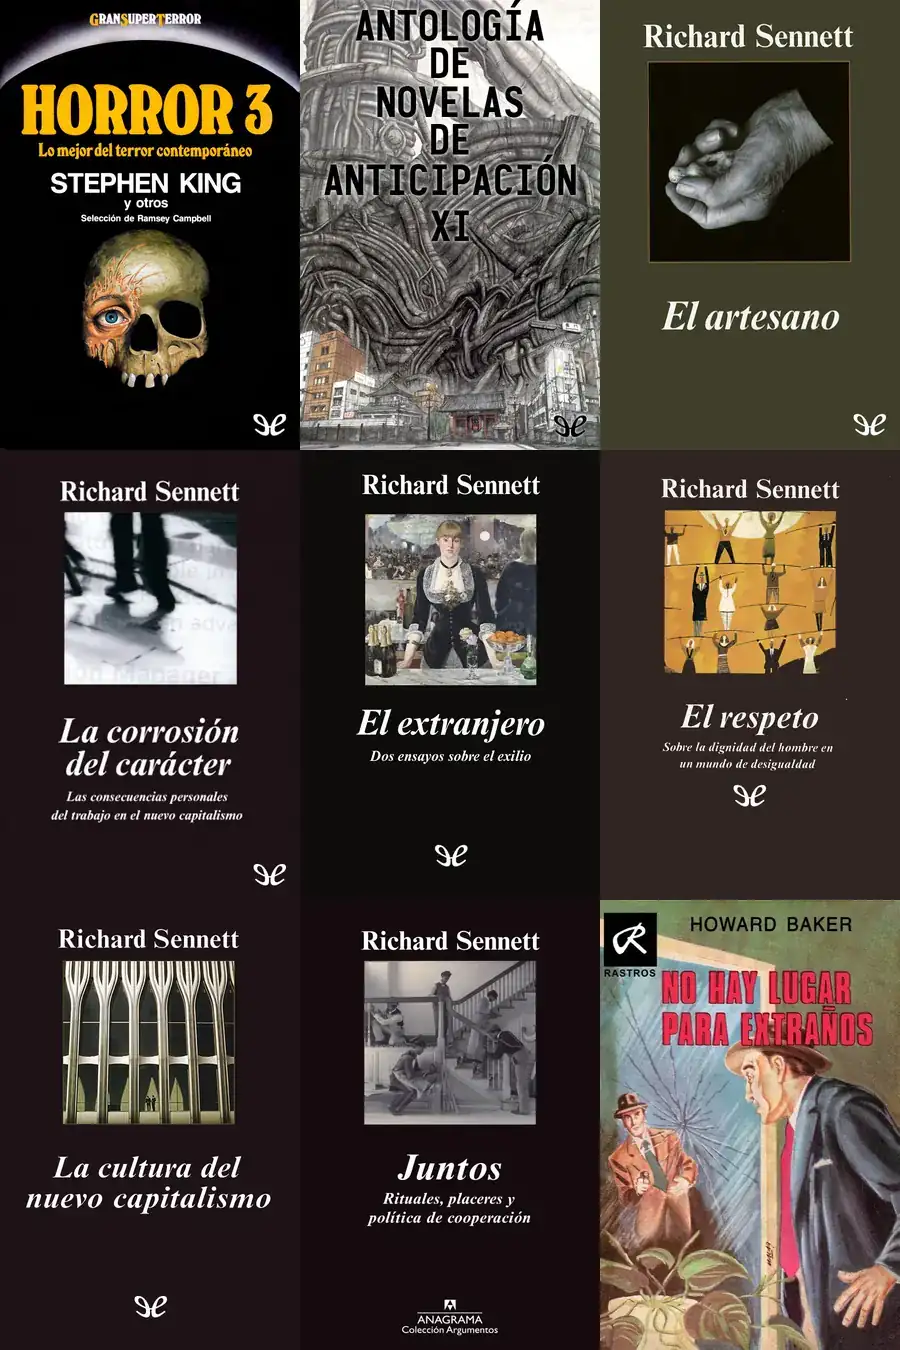 GRANSUPERTERROR
HORROR 3
Lo mejor del terror contemporáneo
STEPHEN KING
y otros
Selección de Ramsey Campbell
ANTOLOGÍA
DE
NOVELAS
DE
ANTICIPACIÓN
XI
Richard Sennett
El artesano
Richard Sennett
La corrosión
del carácter
Las consecuencias personales
del trabajo en el nuevo capitalismo
Richard Sennett
El extranjero
Dos ensayos sobre el exilio
Richard Sennett
El respeto
Sobre la dignidad del hombre en
un mundo de desigualdad
Richard Sennett
La cultura del
nuevo capitalismo
Richard Sennett
Juntos
Rituales, placeres y
política de cooperación
ANAGRAMA
Colección Argumentos
HOWARD BAKER
R
RASTROS
NO HAY LUGAR
PARA EXTRAÑOS